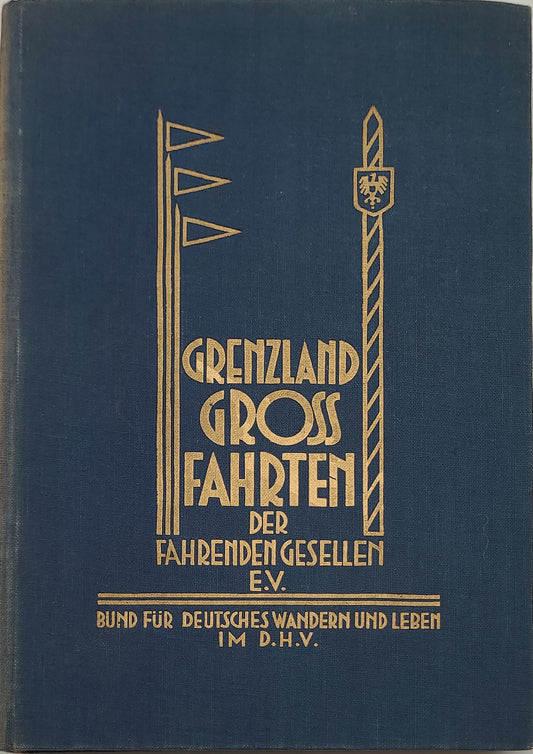 GRENZLAND
GROSS
FAHRTEN
DER
FAHRENDEN GESELLEN
E.V.
BUND FÜR DEUTSCHES WANDERN UND LEBEN
IM D.H.V.